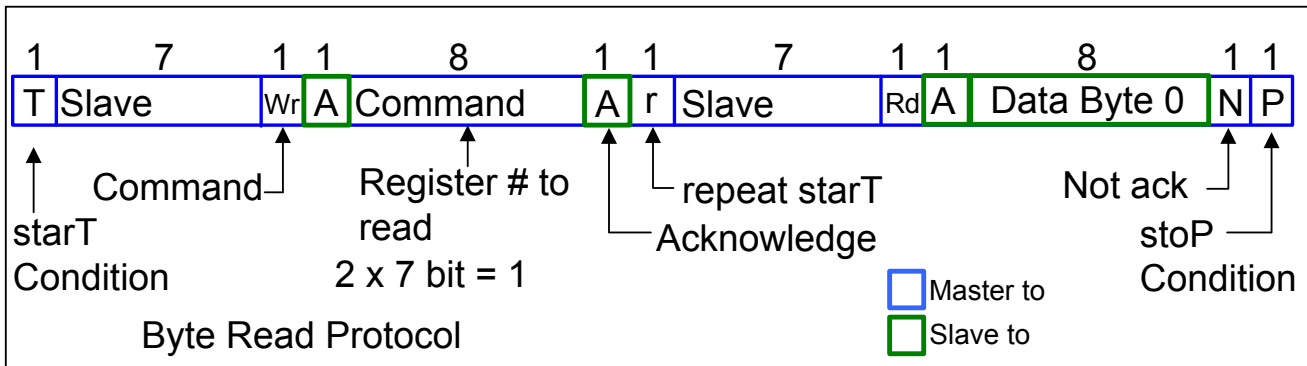 1 7 1 1 8 1 1 7 1 1 8 1 1
T Slave Wr A Command A r Slave Rd A Data Byte 0 N P
Command
Register # to
read
2 x 7 bit = 1
repeat starT
Acknowledge
Not ack
starT
Condition
stoP
Condition
Master to
Slave to
Byte Read Protocol